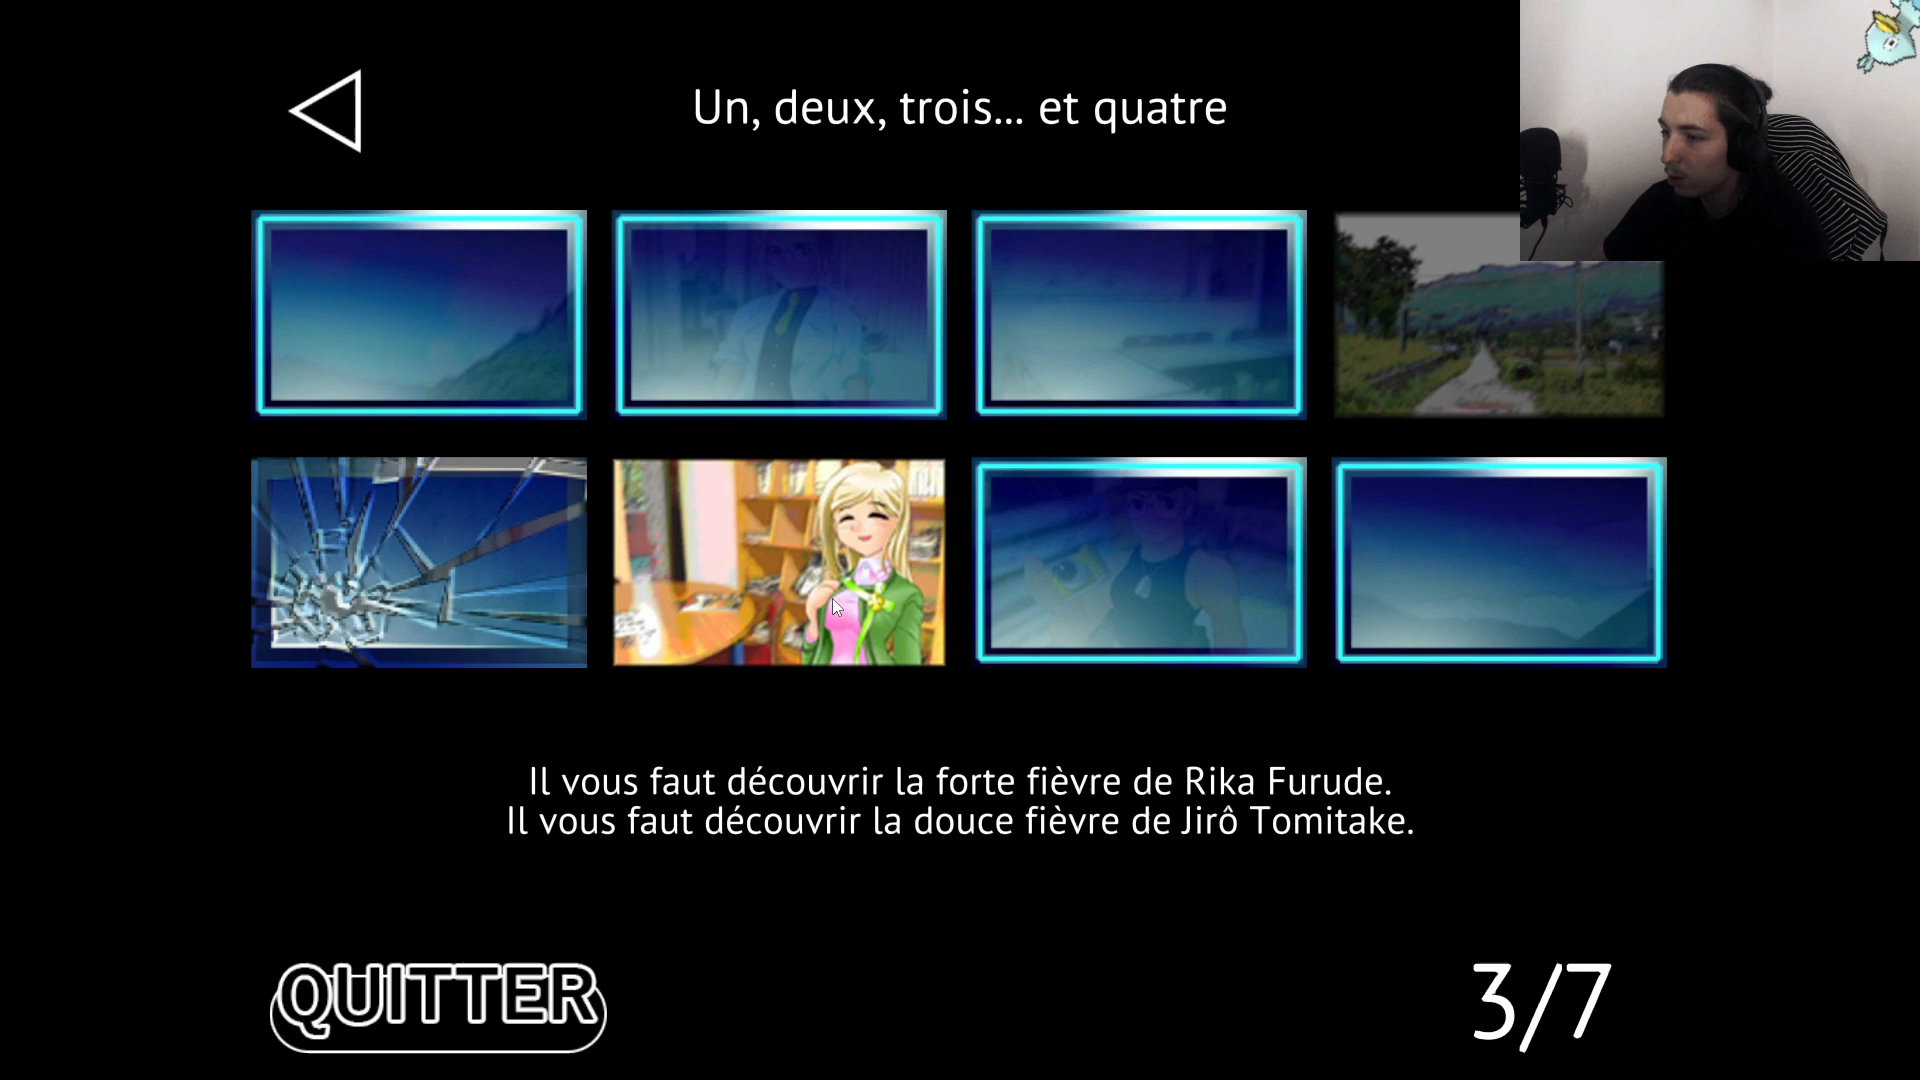 Un, deux, trois... et quatre
Il vous faut découvrir la forte fièvre de Rika Furude.
Il vous faut découvrir la douce fièvre de Jirô Tomitake.
QUITTER
3/7